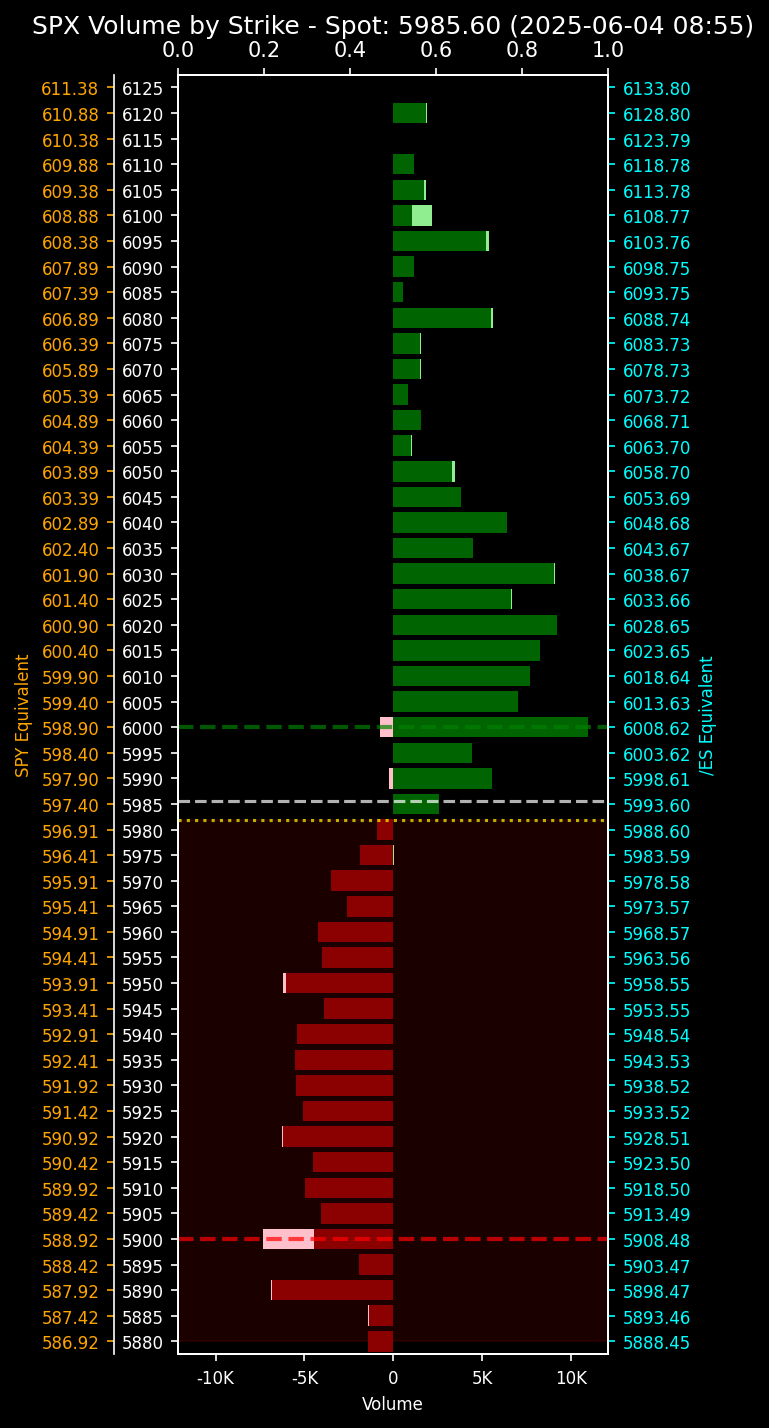 SPX Volume by Strike - Spot: 5985.60 (2025-06-04 08:55)
0.0 0.2 0.4 0.6 0.8 1.0
611.38 6125 6133.80
610.88 6120 6128.80
610.38 6115 6123.79
609.88 6110 6118.78
609.38 6105 6113.78
608.88 6100 6108.77
608.38 6095 6103.76
607.89 6090 6098.75
607.39 6085 6093.75
606.89 6080 6088.74
606.39 6075 6083.73
605.89 6070 6078.73
605.39 6065 6073.72
604.89 6060 6068.71
604.39 6055 6063.70
603.89 6050 6058.70
603.39 6045 6053.69
602.89 6040 6048.68
602.40 6035 6043.67
601.90 6030 6038.67
601.40 6025 6033.66
600.90 6020 6028.65
600.40 6015 6023.65
599.90 6010 6018.64
599.40 6005 6013.63
598.90 6000 6008.62
598.40 5995 6003.62
597.90 5990 5998.61
597.40 5985 5993.60
596.91 5980 5988.60
596.41 5975 5983.59
595.91 5970 5978.58
595.41 5965 5973.57
594.91 5960 5968.57
594.41 5955 5963.56
593.91 5950 5958.55
593.41 5945 5953.55
592.91 5940 5948.54
592.41 5935 5943.53
591.92 5930 5938.52
591.42 5925 5933.52
590.92 5920 5928.51
590.42 5915 5923.50
589.92 5910 5918.50
589.42 5905 5913.49
588.92 5900 5908.48
588.42 5895 5903.47
587.92 5890 5898.47
587.42 5885 5893.46
586.92 5880 5888.45
SPY Equivalent
/ES Equivalent
-10K -5K 0 5K 10K
Volume